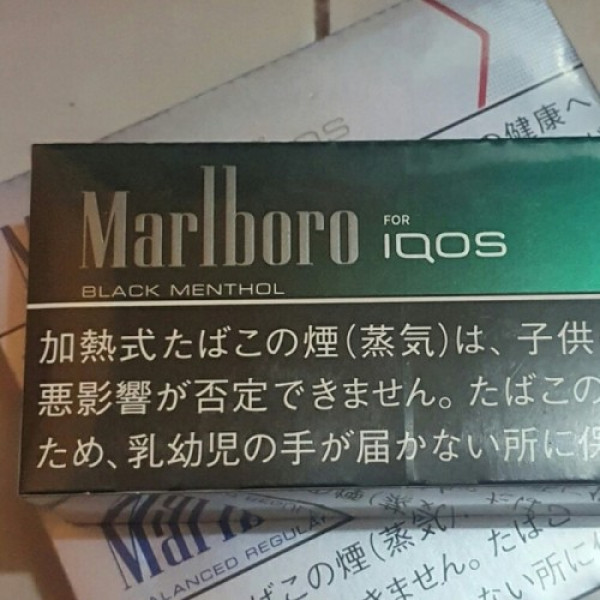 IQOS
の健康へ
Marlboro FOR IQOS
BLACK MENTHOL
加熱式たばこの煙(蒸気)は、子供
悪影響が否定できません。たばこの
ため、乳幼児の手が届かない所に保
BALANCED REGULAR
ばこの煙(蒸気)
きません。たばこ
ない所に